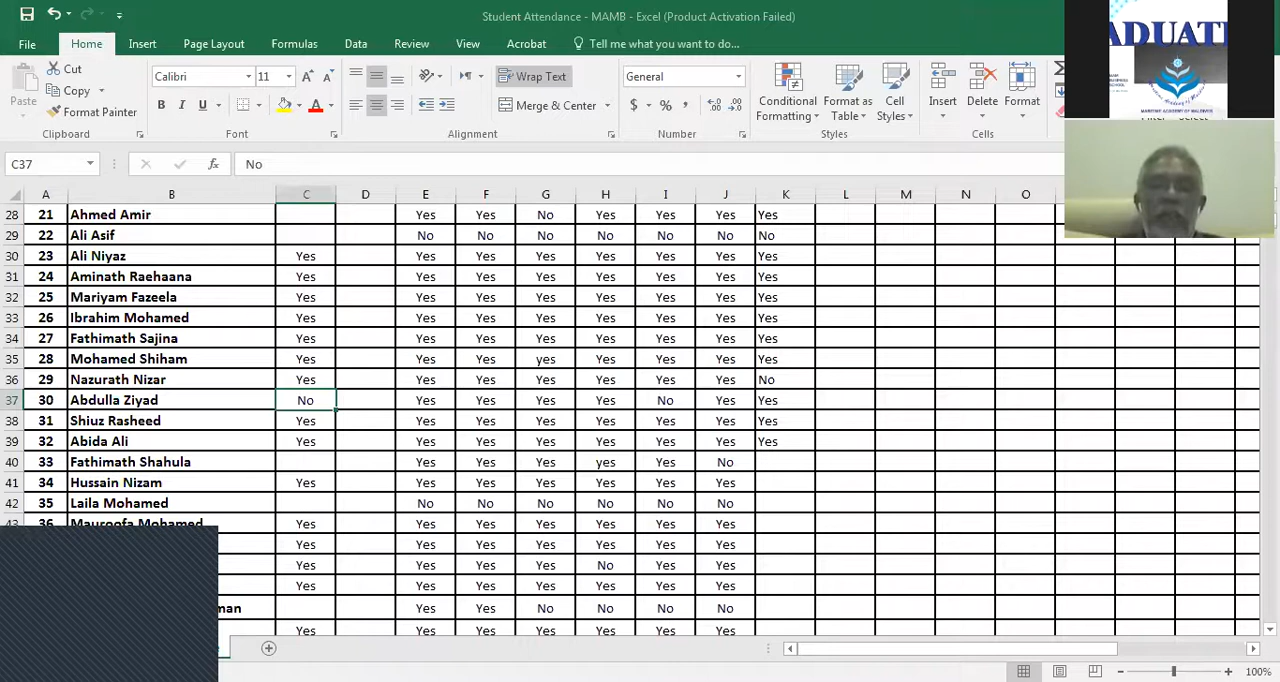 Student Attendance - MAMB - Excel (Product Activation Failed)
File Home Insert Page Layout Formulas Data Review View Acrobat Tell me what you want to do...
Paste Cut Copy Format Painter
Calibri 11
B I U
Wrap Text
Merge & Center
General
$ % ,
Conditional Formatting
Format as Table
Cell Styles
Insert Delete Format
Clipboard Font Alignment Number Styles Cells
ADUATE
MARITIME ACADEMY OF MALDIVES
C37 fx No
A B C D E F G H I J K L M N O
28 21 Ahmed Amir Yes Yes No Yes Yes Yes Yes
29 22 Ali Asif No No No No No No No
30 23 Ali Niyaz Yes Yes Yes Yes Yes Yes Yes Yes
31 24 Aminath Raehaana Yes Yes Yes Yes Yes Yes Yes Yes
32 25 Mariyam Fazeela Yes Yes Yes Yes Yes Yes Yes Yes
33 26 Ibrahim Mohamed Yes Yes Yes Yes Yes Yes Yes Yes
34 27 Fathimath Sajina Yes Yes Yes Yes Yes Yes Yes Yes
35 28 Mohamed Shiham Yes Yes Yes yes Yes Yes Yes Yes
36 29 Nazurath Nizar Yes Yes Yes Yes Yes Yes Yes No
37 30 Abdulla Ziyad No Yes Yes Yes Yes No Yes Yes
38 31 Shiuz Rasheed Yes Yes Yes Yes Yes Yes Yes Yes
39 32 Abida Ali Yes Yes Yes Yes Yes Yes Yes Yes
40 33 Fathimath Shahula Yes Yes Yes yes Yes No
41 34 Hussain Nizam Yes Yes Yes Yes Yes Yes Yes
42 35 Laila Mohamed No No No No No No
43 36 Mauroofa Mohamed Yes Yes Yes Yes Yes Yes Yes
Yes Yes Yes Yes Yes Yes Yes
Yes Yes Yes Yes No Yes Yes
Yes Yes Yes Yes Yes Yes Yes
man Yes Yes No No No No
Yes Yes Yes Yes Yes Yes Yes
100%